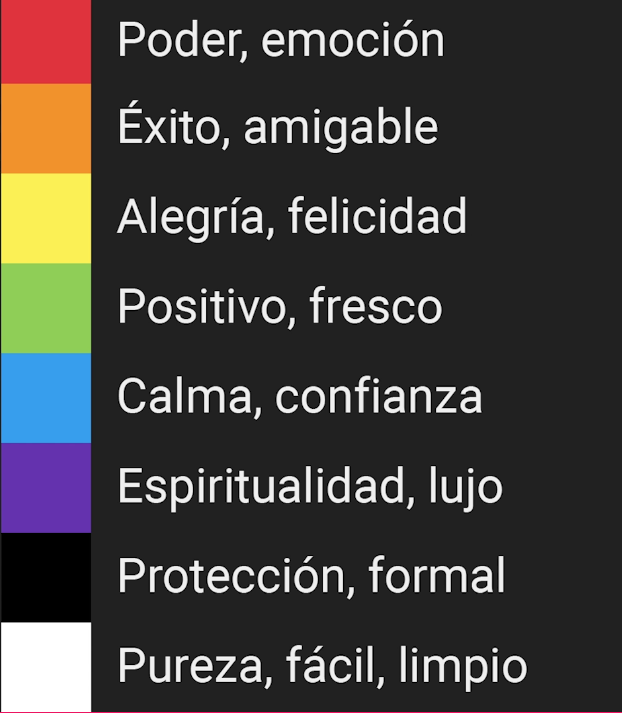 Poder, emoción
Éxito, amigable
Alegría, felicidad
Positivo, fresco
Calma, confianza
Espiritualidad, lujo
Protección, formal
Pureza, fácil, limpio